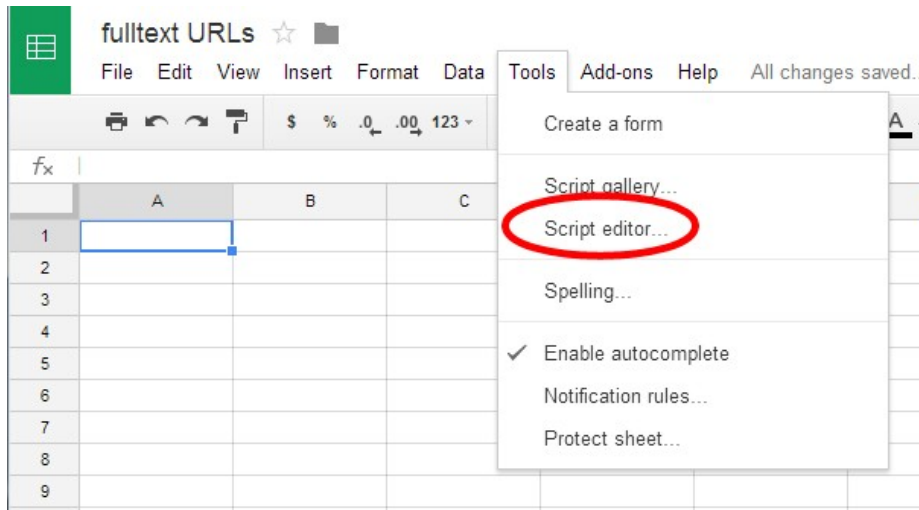 fulltext URLs
File Edit View Insert Format Data Tools Add-ons Help All changes saved..
$ % .0 .00 123 A
Create a form
fx
Script gallery...
A B C
Script editor...
1
2
Spelling...
3
4
Enable autocomplete
5
6
Notification rules...
7
Protect sheet...
8
9